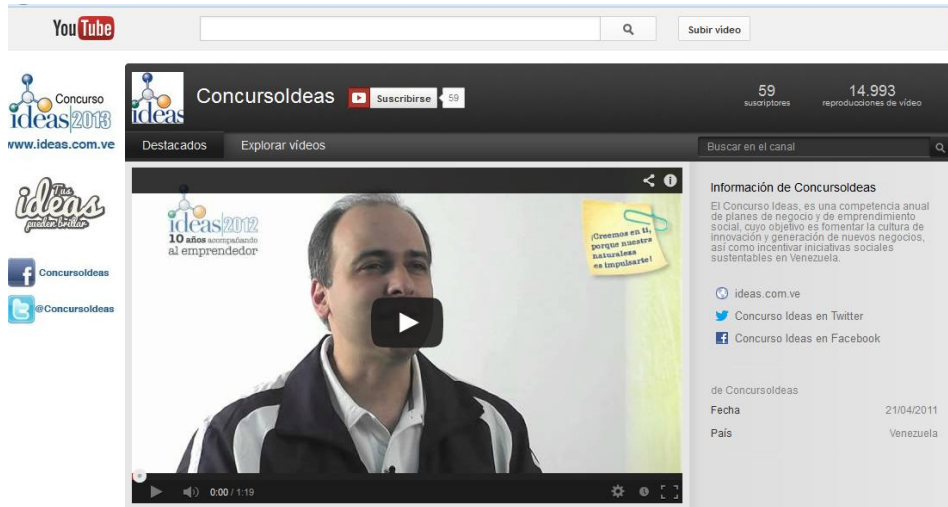 YouTube
Subir vídeo
Concurso
ideas 2013
www.ideas.com.ve
Tus
ideas
pueden brillar
ConcursoIdeas
@ConcursoIdeas
ideas
ConcursoIdeas
Suscribirse
59
59
suscriptores
14.993
reproducciones de vídeo
Destacados
Explorar vídeos
Buscar en el canal
ideas 2012
10 años acompañando
al emprendedor
¡Creemos en ti,
porque nuestra
naturaleza
es impulsarte!
0:00 / 1:19
Información de ConcursoIdeas
El Concurso Ideas, es una competencia anual
de planes de negocio y de emprendimiento
social, cuyo objetivo es fomentar la cultura de
innovación y generación de nuevos negocios,
así como incentivar iniciativas sociales
sustentables en Venezuela.
ideas.com.ve
Concurso Ideas en Twitter
Concurso Ideas en Facebook
de ConcursoIdeas
Fecha 21/04/2011
País Venezuela